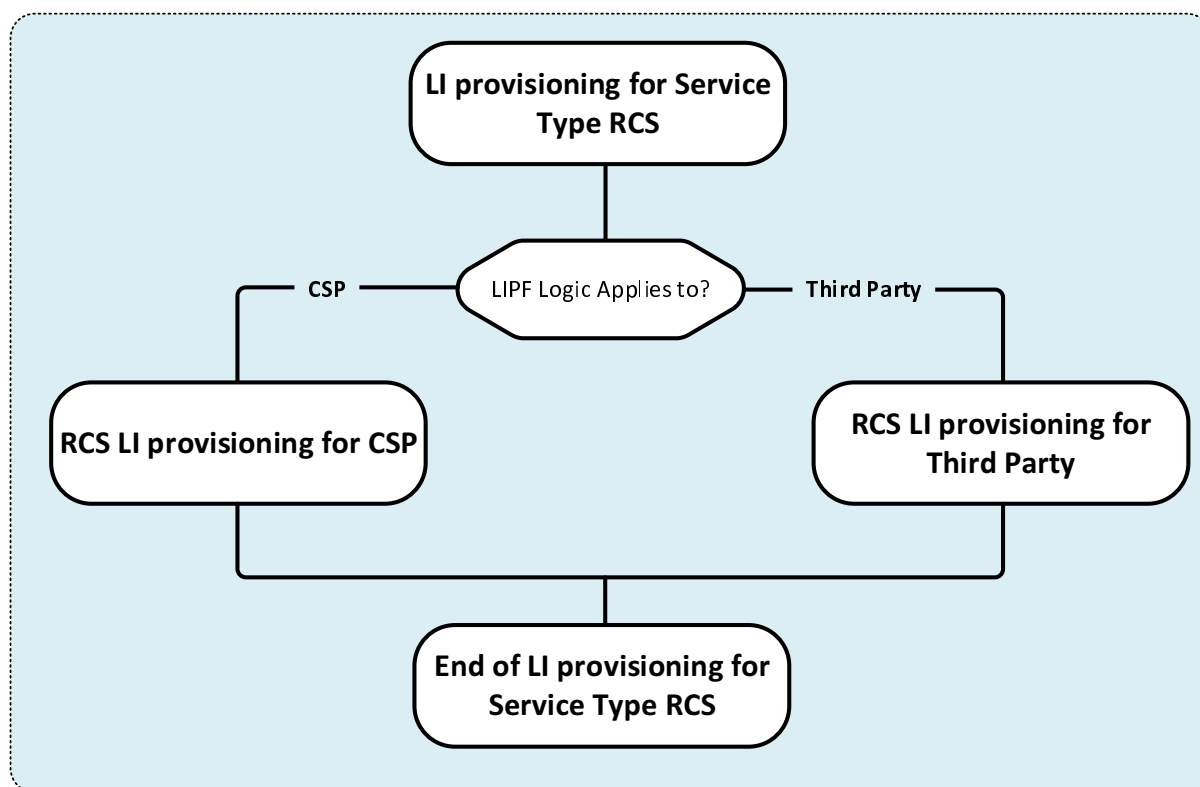 LI provisioning for Service
Type RCS
CSP
LIPF Logic Applies to?
Third Party
RCS LI provisioning for CSP
RCS LI provisioning for
Third Party
End of LI provisioning for
Service Type RCS